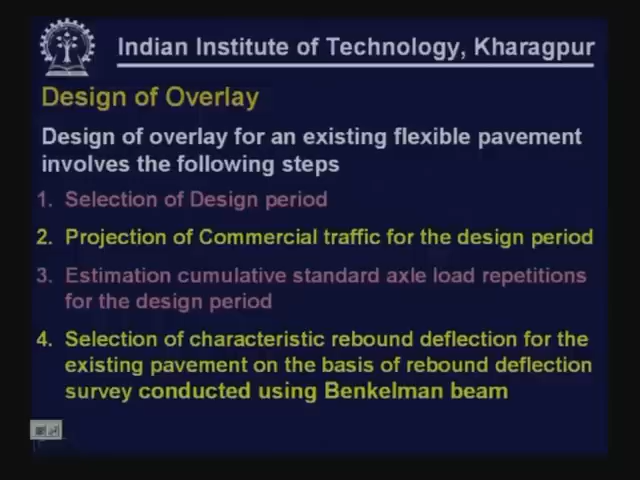 Indian Institute of Technology, Kharagpur
Design of Overlay
Design of overlay for an existing flexible pavement
involves the following steps
1. Selection of Design period
2. Projection of Commercial traffic for the design period
3. Estimation cumulative standard axle load repetitions
for the design period
4. Selection of characteristic rebound deflection for the
existing pavement on the basis of rebound deflection
survey conducted using Benkelman beam